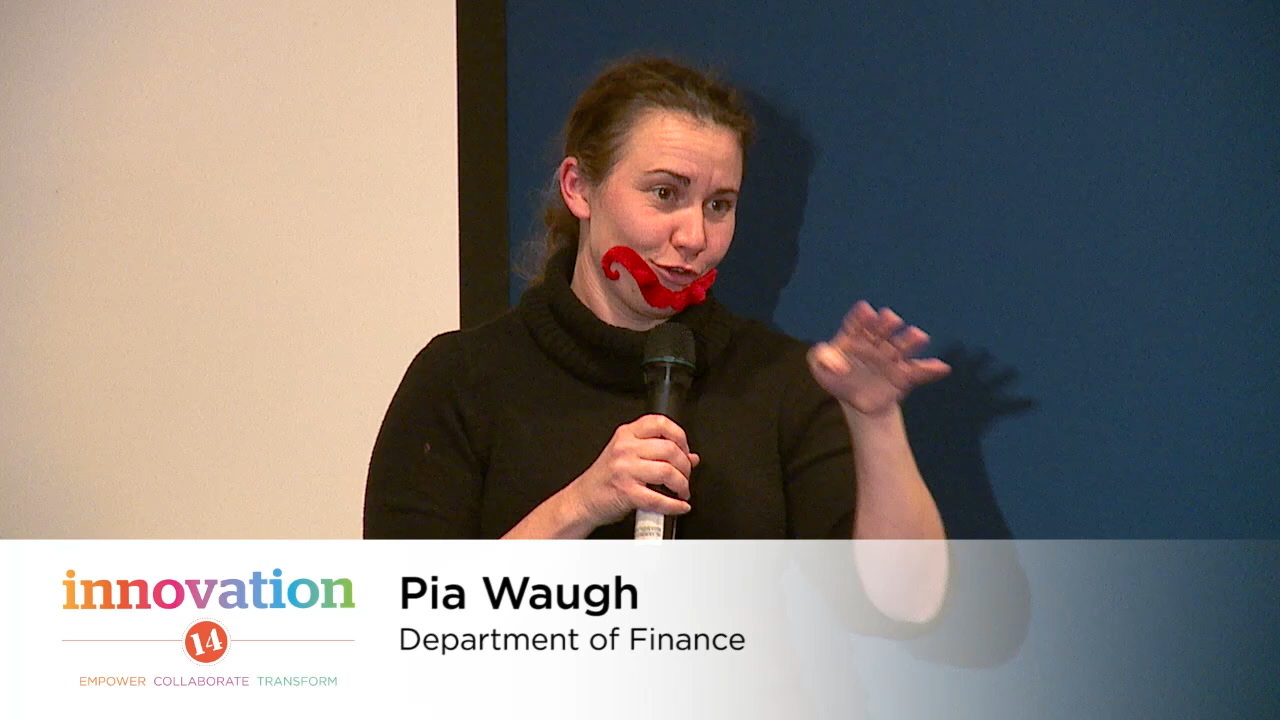 innovation
14
EMPOWER COLLABORATE TRANSFORM
Pia Waugh
Department of Finance